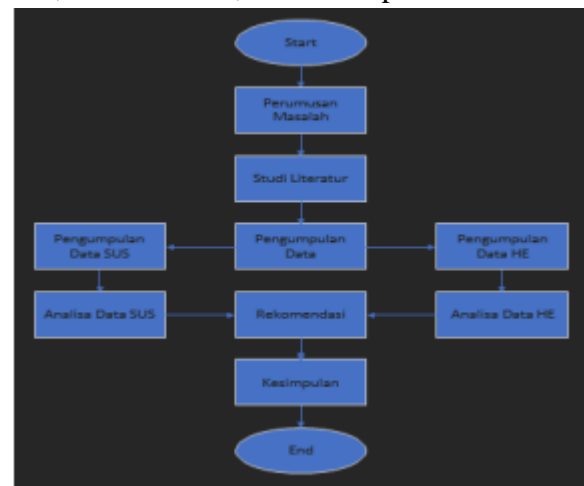 Start
Perumusan
Masalah
Studi Literatur
Pengumpulan
Data SUS
Pengumpulan
Data
Pengumpulan
Data HE
Analisa Data SUS
Rekomendasi
Analisa Data HE
Kesimpulan
End